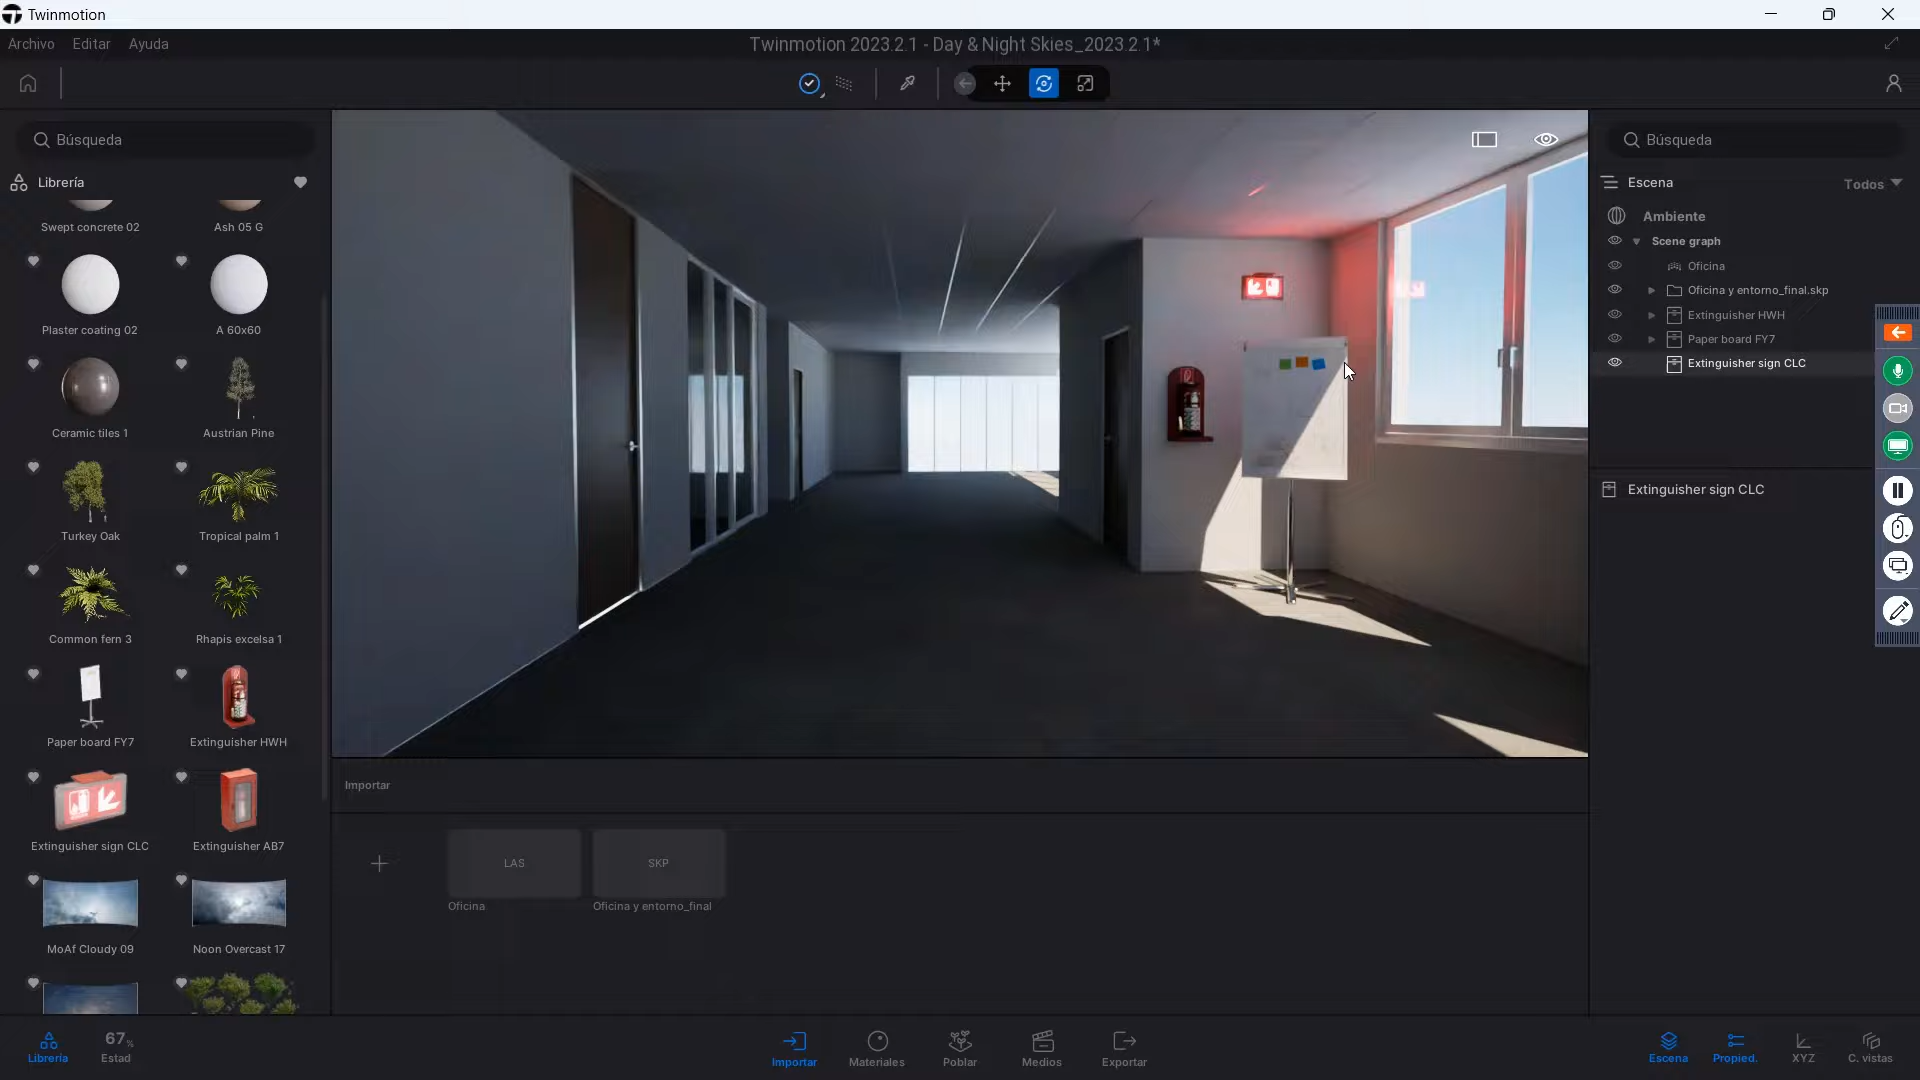 Twinmotion
Archivo Editar Ayuda
Twinmotion 2023.2.1 - Day & Night Skies_2023.2.1*
Búsqueda
Librería
Swept concrete 02
Ash 05 G
Plaster coating 02
A 60x60
Ceramic tiles 1
Austrian Pine
Turkey Oak
Tropical palm 1
Common fern 3
Rhapis excelsa 1
Paper board FY7
Extinguisher HWH
Extinguisher sign CLC
Extinguisher AB7
MoAf Cloudy 09
Noon Overcast 17
Importar
LAS
SKP
Oficina
Oficina y entorno_final
Búsqueda
Escena
Todos
Ambiente
Scene graph
Oficina
Oficina y entorno_final.skp
Extinguisher HWH
Paper board FY7
Extinguisher sign CLC
Extinguisher sign CLC
Librería
67%
Estad
Importar
Materiales
Poblar
Medios
Exportar
Escena
Propied.
XYZ
C. vistas